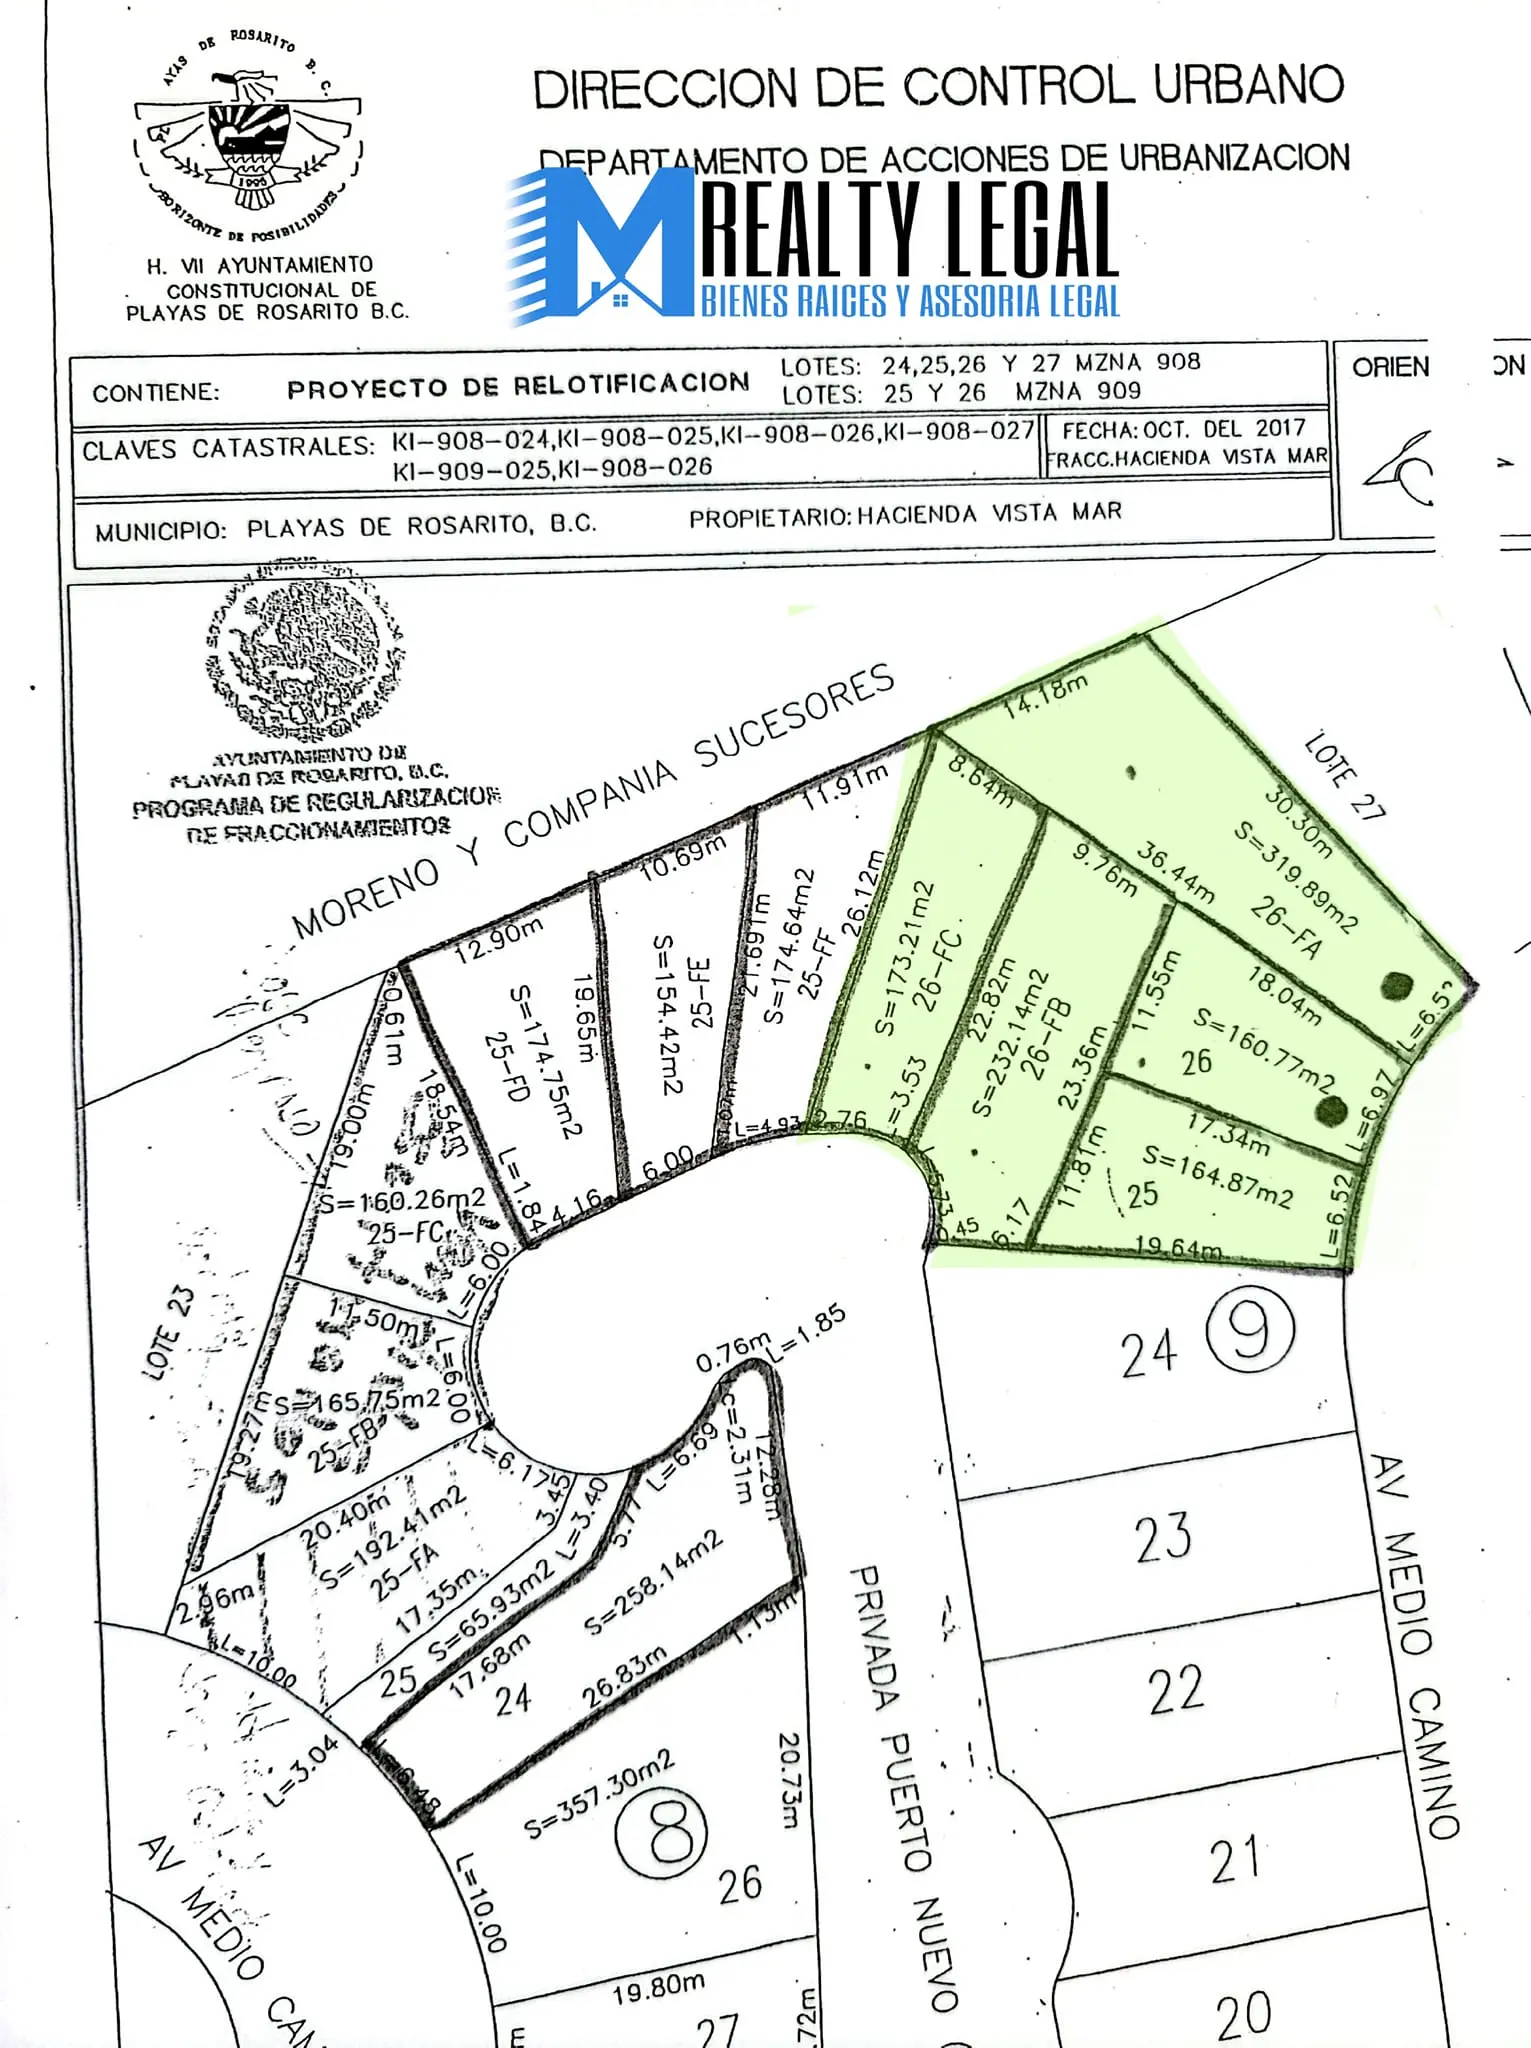 AYAS DE ROSARITO B. C.
1995
HORIZONTE DE POSIBILIDADES
H. VII AYUNTAMIENTO
CONSTITUCIONAL DE
PLAYAS DE ROSARITO B.C.
DIRECCION DE CONTROL URBANO
DEPARTAMENTO DE ACCIONES DE URBANIZACION
REALTY LEGAL
BIENES RAICES Y ASESORIA LEGAL
CONTIENE: PROYECTO DE RELOTIFICACION
LOTES: 24,25,26 Y 27 MZNA 908
LOTES: 25 Y 26 MZNA 909
CLAVES CATASTRALES: KI-908-024,KI-908-025,KI-908-026,KI-908-027
KI-909-025,KI-908-026
FECHA: OCT. DEL 2017
FRACC.HACIENDA VISTA MAR
MUNICIPIO: PLAYAS DE ROSARITO, B.C.
PROPIETARIO: HACIENDA VISTA MAR
ORIEN
ON
AYUNTAMIENTO DE
PLAYAS DE ROSARITO, B.C.
PROGRAMA DE REGULARIZACION
DE FRACCIONAMIENTOS
MORENO Y COMPANIA SUCESORES
14.18m
LOTE 27
30.30m
S=319.89m2
26-FA
36.44m
8.64m
9.76m
11.91m
10.69m
12.90m
26.12m
S=173.21m2
26-FC
22.82m
S=232.14m2
26-FB
23.36m
11.55m
18.04m
S=160.77m2
26
L=6.97
17.34m
S=164.87m2
25
11.81m
L=6.52
19.64m
6.17
L=3.53
2.76
L=4.93
21.691m
S=174.64m2
25-FF
S=154.42m2
25-FE
19.65m
S=174.75m2
25-FD
L=1.84
4.16
6.00
18.54m
19.00m
S=160.26m2
25-FC
L=6.00
LOTE 23
11.50m
L=6.00
S=165.75m2
25-FB
19.27m
L=6.175
20.40m
S=192.41m2
25-FA
17.35m
3.45
L=3.40
2.96m
L=10.00
S=65.93m2
25
5.77
L=6.69
0.76m
L=1.85
c=2.31m
12.28m
S=258.14m2
17.68m
24
26.83m
1.13m
L=3.04
6.48
S=357.30m2
8
26
20.73m
L=10.00
19.80m
27
.72m
m
AV MEDIO CAM
PRIVADA PUERTO NUEVO
24
9
23
22
21
20
AV MEDIO CAMINO